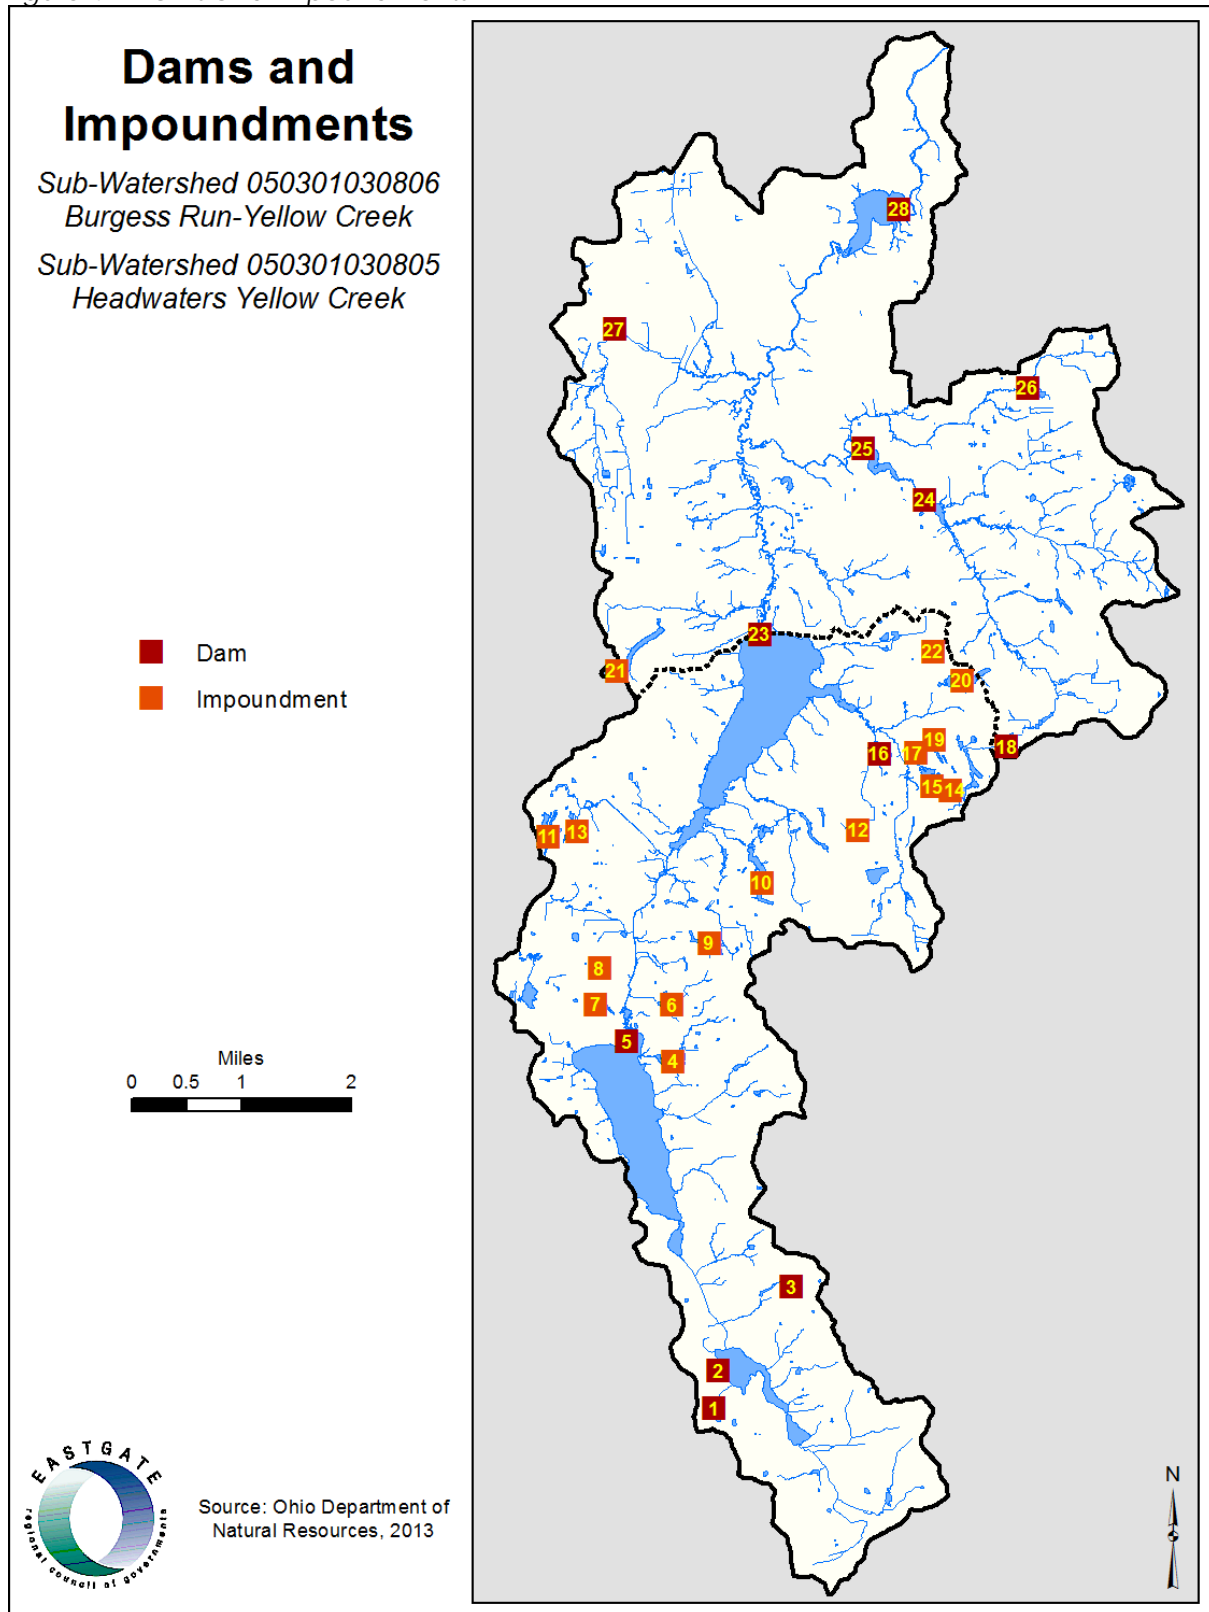 Dams and
Impoundments
Sub-Watershed 050301030806
Burgess Run-Yellow Creek
Sub-Watershed 050301030805
Headwaters Yellow Creek
Dam
Impoundment
Miles
0 0.5 1 2
EASTGATE
regional council of governments
Source: Ohio Department of
Natural Resources, 2013
28
27
26
25
24
23
22
21
20
19
18
17
16
15
14
13
12
11
10
9
8
7
6
5
4
3
2
1
N